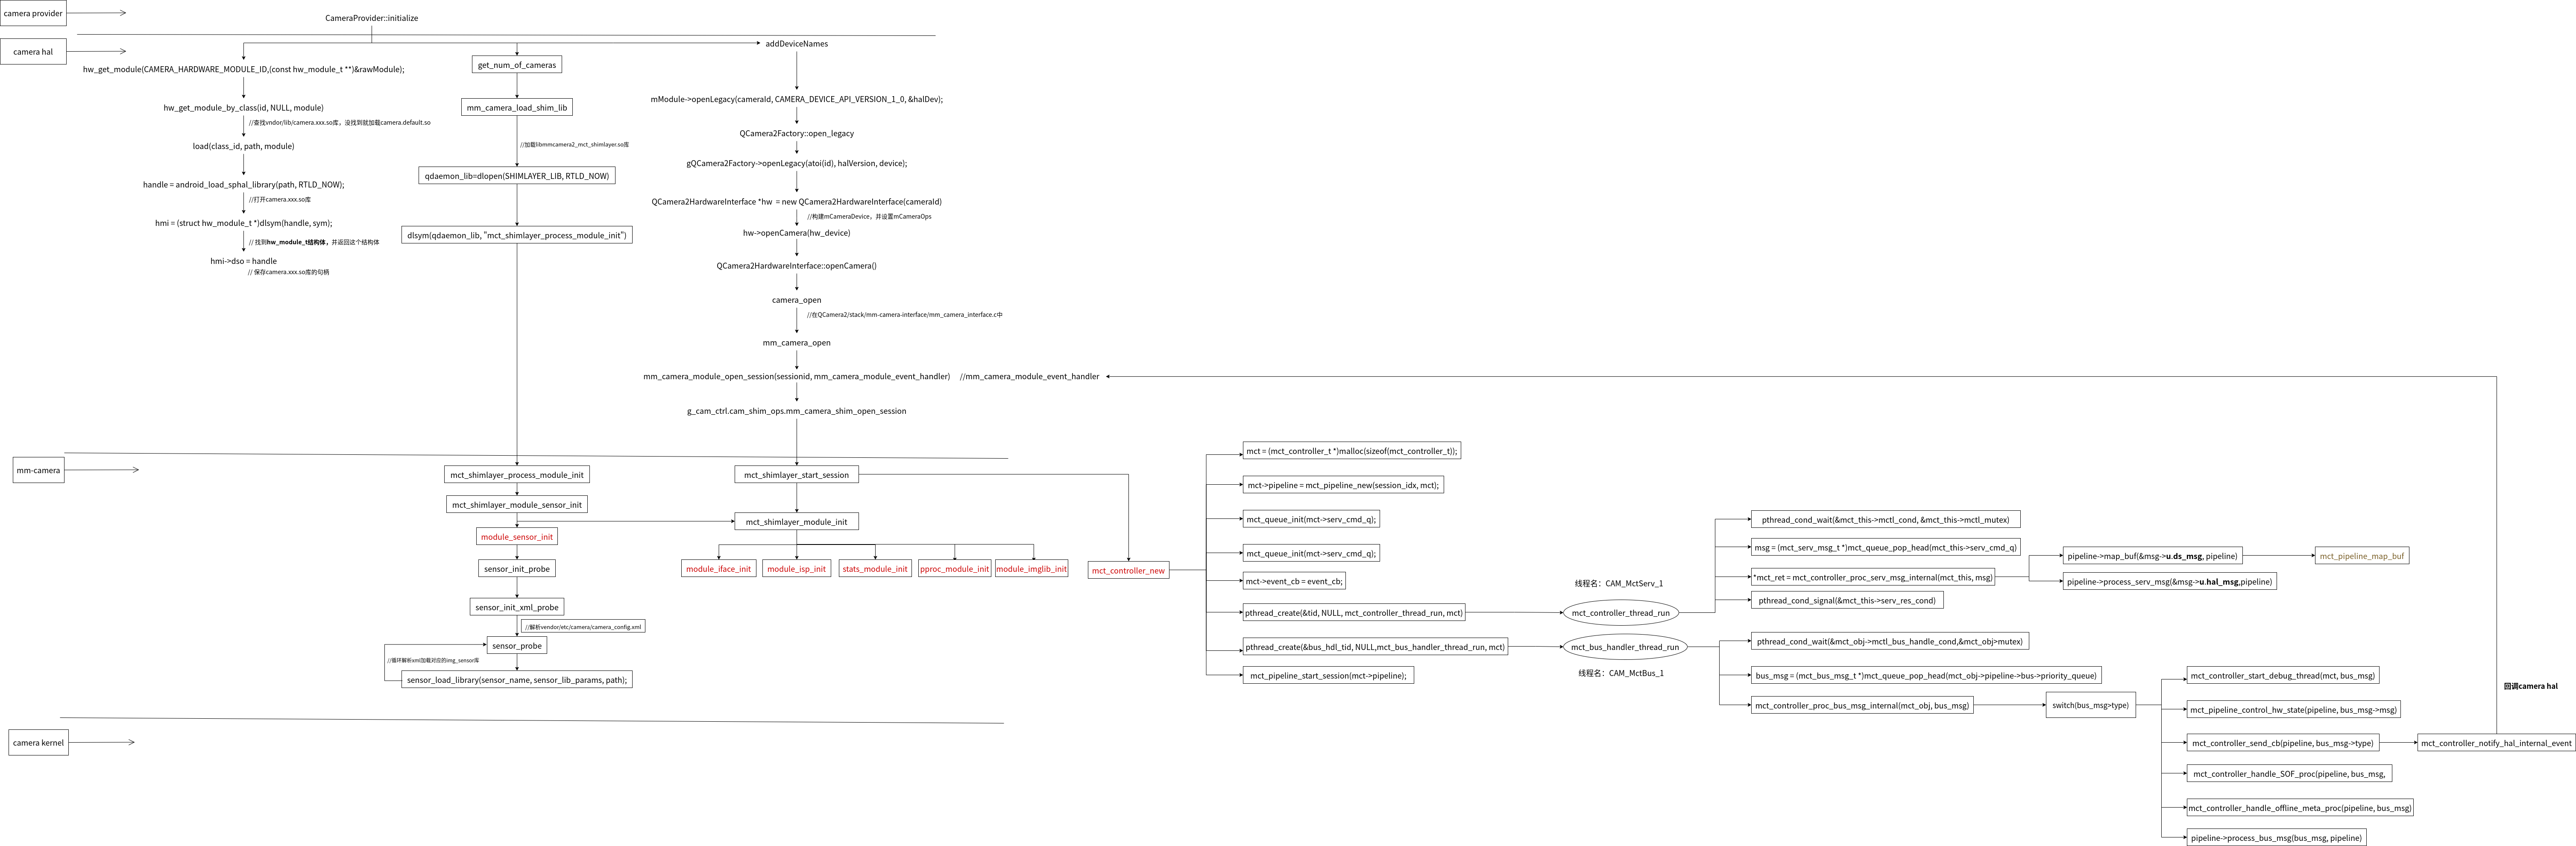 camera provider
CameraProvider::initialize
camera hal
addDeviceNames
hw_get_module(CAMERA_HARDWARE_MODULE_ID,(const hw_module_t **)&rawModule);
hw_get_module_by_class(id, NULL, module)
//查找vndor/lib/camera.xxx.so库，没找到就加载camera.default.so
load(class_id, path, module)
handle = android_load_sphal_library(path, RTLD_NOW);
//打开camera.xxx.so库
hmi = (struct hw_module_t *)dlsym(handle, sym);
// 找到hw_module_t结构体，并返回这个结构体
hmi->dso = handle
// 保存camera.xxx.so库的句柄
get_num_of_cameras
mm_camera_load_shim_lib
//加载libmmcamera2_mct_shimlayer.so库
qdaemon_lib=dlopen(SHIMLAYER_LIB, RTLD_NOW)
dlsym(qdaemon_lib, "mct_shimlayer_process_module_init")
mModule->openLegacy(cameraId, CAMERA_DEVICE_API_VERSION_1_0, &halDev);
QCamera2Factory::open_legacy
gQCamera2Factory->openLegacy(atoi(id), halVersion, device);
QCamera2HardwareInterface *hw = new QCamera2HardwareInterface(cameraId)
//构建mCameraDevice，并设置mCameraOps
hw->openCamera(hw_device)
QCamera2HardwareInterface::openCamera()
camera_open
//在QCamera2/stack/mm-camera-interface/mm_camera_interface.c中
mm_camera_open
mm_camera_module_open_session(sessionid, mm_camera_module_event_handler) //mm_camera_module_event_handler
g_cam_ctrl.cam_shim_ops.mm_camera_shim_open_session
mm-camera
mct_shimlayer_process_module_init
mct_shimlayer_module_sensor_init
module_sensor_init
sensor_init_probe
sensor_init_xml_probe
//解析vendor/etc/camera/camera_config.xml
sensor_probe
//循环解析xml加载对应的img_sensor库
sensor_load_library(sensor_name, sensor_lib_params, path);
mct_shimlayer_start_session
mct_shimlayer_module_init
module_iface_init
module_isp_init
stats_module_init
pproc_module_init
module_imglib_init
mct_controller_new
mct = (mct_controller_t *)malloc(sizeof(mct_controller_t));
mct->pipeline = mct_pipeline_new(session_idx, mct);
mct_queue_init(mct->serv_cmd_q);
mct_queue_init(mct->serv_cmd_q);
mct->event_cb = event_cb;
pthread_create(&tid, NULL, mct_controller_thread_run, mct)
pthread_create(&bus_hdl_tid, NULL,mct_bus_handler_thread_run, mct)
mct_pipeline_start_session(mct->pipeline);
线程名：CAM_MctServ_1
mct_controller_thread_run
mct_bus_handler_thread_run
线程名：CAM_MctBus_1
pthread_cond_wait(&mct_this->mctl_cond, &mct_this->mctl_mutex)
msg = (mct_serv_msg_t *)mct_queue_pop_head(mct_this->serv_cmd_q)
*mct_ret = mct_controller_proc_serv_msg_internal(mct_this, msg)
pthread_cond_signal(&mct_this->serv_res_cond)
pipeline->map_buf(&msg->u.ds_msg, pipeline)
mct_pipeline_map_buf
pipeline->process_serv_msg(&msg->u.hal_msg,pipeline)
pthread_cond_wait(&mct_obj->mctl_bus_handle_cond,&mct_obj>mutex)
bus_msg = (mct_bus_msg_t *)mct_queue_pop_head(mct_obj->pipeline->bus->priority_queue)
mct_controller_proc_bus_msg_internal(mct_obj, bus_msg)
switch(bus_msg>type)
mct_controller_start_debug_thread(mct, bus_msg)
mct_pipeline_control_hw_state(pipeline, bus_msg->msg)
mct_controller_send_cb(pipeline, bus_msg->type)
mct_controller_notify_hal_internal_event
mct_controller_handle_SOF_proc(pipeline, bus_msg,
mct_controller_handle_offline_meta_proc(pipeline, bus_msg)
pipeline->process_bus_msg(bus_msg, pipeline)
回调camera hal
camera kernel